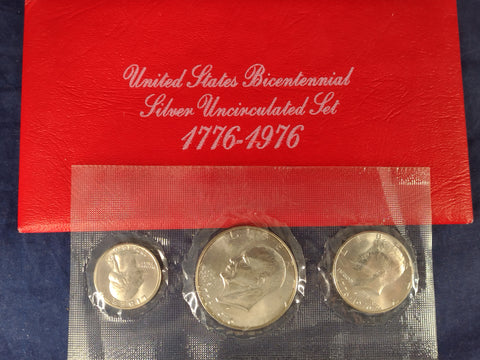 United States Bicentennial
Silver Uncirculated Set
1776-1976